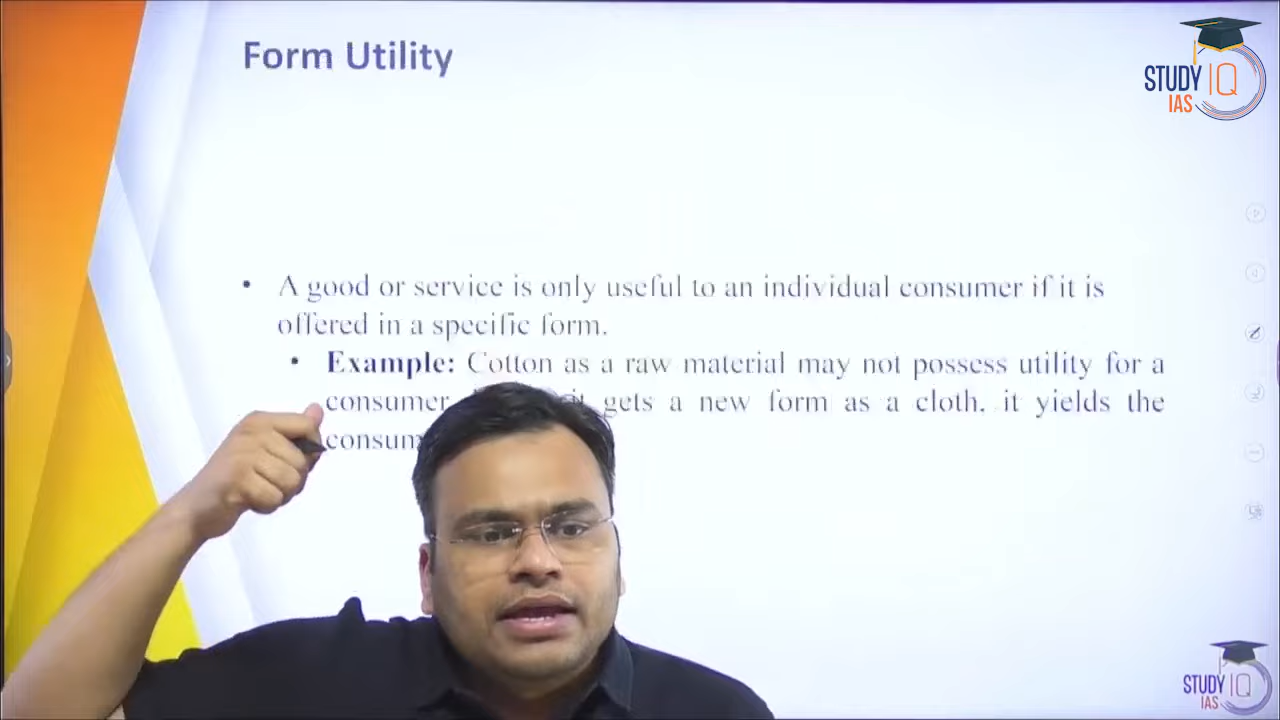 Form Utility
STUDY IQ
IAS
• A good or service is only useful to an individual consumer if it is
offered in a specific form.
• Example: Cotton as a raw material may not possess utility for a
consumer it gets a new form as a cloth. it yields the
STUDY IQ
IAS